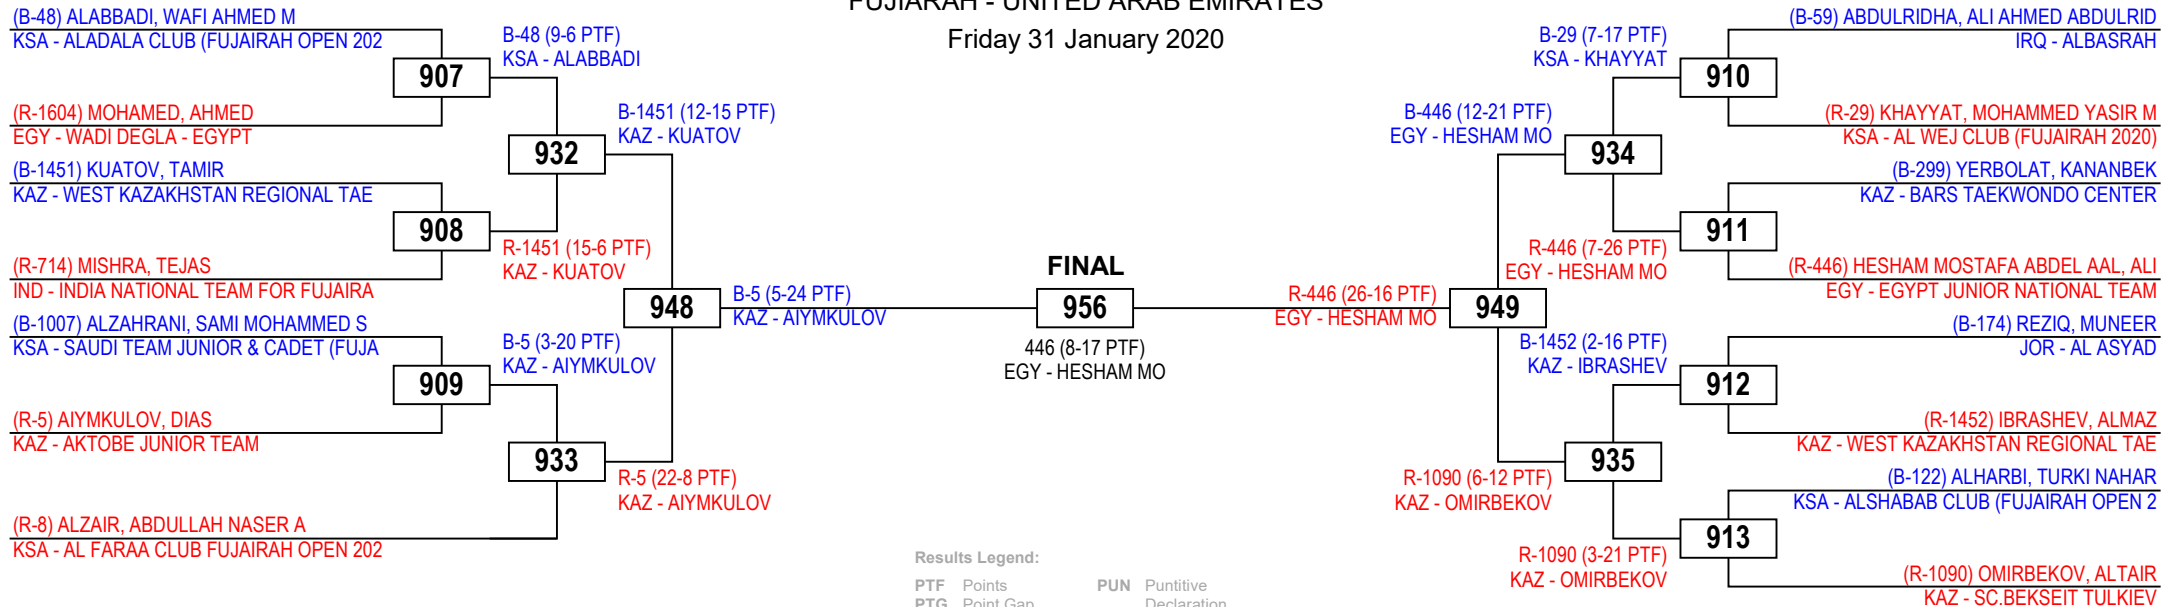 FUJIARAH - UNITED ARAB EMIRATES
Friday 31 January 2020
(B-48) ALABBADI, WAFI AHMED M
KSA - ALADALA CLUB (FUJAIRAH OPEN 202
907
(R-1604) MOHAMED, AHMED
EGY - WADI DEGLA - EGYPT
(B-1451) KUATOV, TAMIR
KAZ - WEST KAZAKHSTAN REGIONAL TAE
908
(R-714) MISHRA, TEJAS
IND - INDIA NATIONAL TEAM FOR FUJAIRA
(B-1007) ALZAHRANI, SAMI MOHAMMED S
KSA - SAUDI TEAM JUNIOR & CADET (FUJA
909
(R-5) AIYMKULOV, DIAS
KAZ - AKTOBE JUNIOR TEAM
(R-8) ALZAIR, ABDULLAH NASER A
KSA - AL FARAA CLUB FUJAIRAH OPEN 202
B-48 (9-6 PTF)
KSA - ALABBADI
932
R-1451 (15-6 PTF)
KAZ - KUATOV
B-5 (3-20 PTF)
KAZ - AIYMKULOV
933
B-1451 (12-15 PTF)
KAZ - KUATOV
948
R-5 (22-8 PTF)
KAZ - AIYMKULOV
B-5 (5-24 PTF)
KAZ - AIYMKULOV
FINAL
956
446 (8-17 PTF)
EGY - HESHAM MO
R-446 (26-16 PTF)
EGY - HESHAM MO
949
B-446 (12-21 PTF)
EGY - HESHAM MO
934
R-1090 (6-12 PTF)
KAZ - OMIRBEKOV
935
B-29 (7-17 PTF)
KSA - KHAYYAT
R-446 (7-26 PTF)
EGY - HESHAM MO
B-1452 (2-16 PTF)
KAZ - IBRASHEV
R-1090 (3-21 PTF)
KAZ - OMIRBEKOV
(B-59) ABDULRIDHA, ALI AHMED ABDULRID
IRQ - ALBASRAH
910
(R-29) KHAYYAT, MOHAMMED YASIR M
KSA - AL WEJ CLUB (FUJAIRAH 2020)
(B-299) YERBOLAT, KANANBEK
KAZ - BARS TAEKWONDO CENTER
911
(R-446) HESHAM MOSTAFA ABDEL AAL, ALI
EGY - EGYPT JUNIOR NATIONAL TEAM
(B-174) REZIQ, MUNEER
JOR - AL ASYAD
912
(R-1452) IBRASHEV, ALMAZ
KAZ - WEST KAZAKHSTAN REGIONAL TAE
(B-122) ALHARBI, TURKI NAHAR
KSA - ALSHABAB CLUB (FUJAIRAH OPEN 2
913
(R-1090) OMIRBEKOV, ALTAIR
KAZ - SC.BEKSEIT TULKIEV
Results Legend:
PTF Points PUN Puntitive
PTG Point Gap Declaration